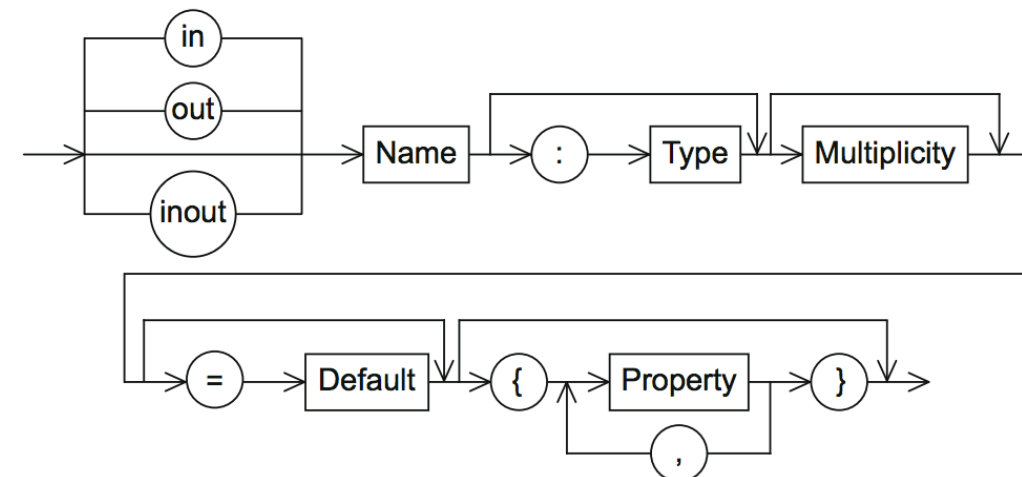 in
out
Name : Type Multiplicity
inout
= Default { Property }
,